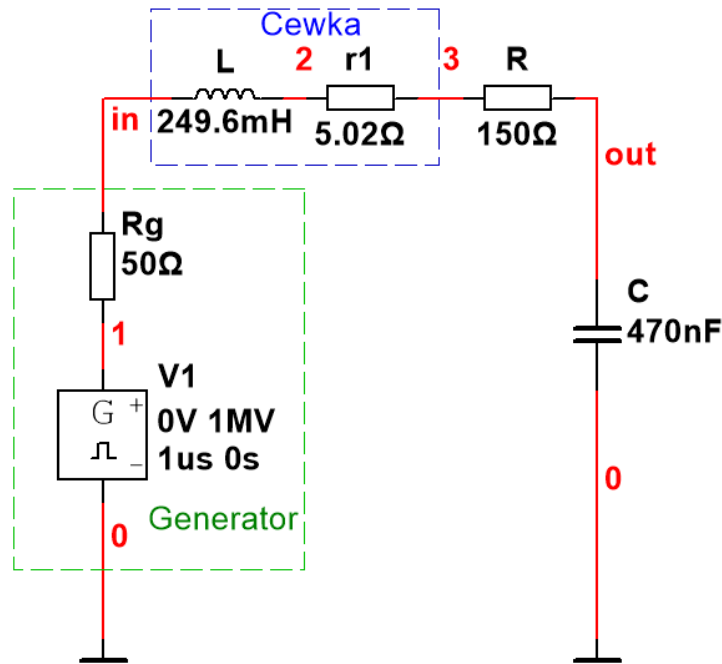 Cewka
L
2
r1
3
R
in
249.6mH
5.02Ω
150Ω
out
Rg
50Ω
1
C
470nF
V1
G
+
0V 1MV
1us 0s
−
0
Generator
0